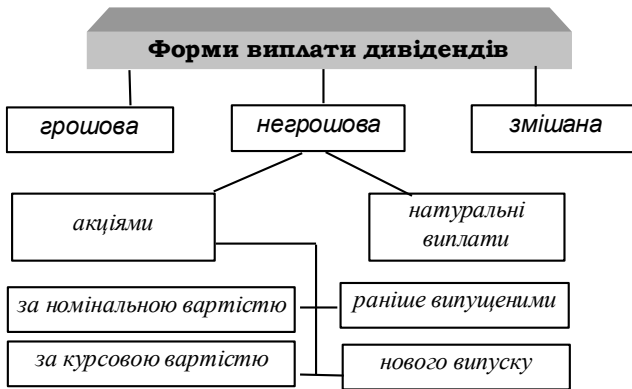 Форми виплати дивідендів
грошова
негрошова
змішана
акціями
натуральні
виплати
за номінальною вартістю
раніше випущеними
за курсовою вартістю
нового випуску